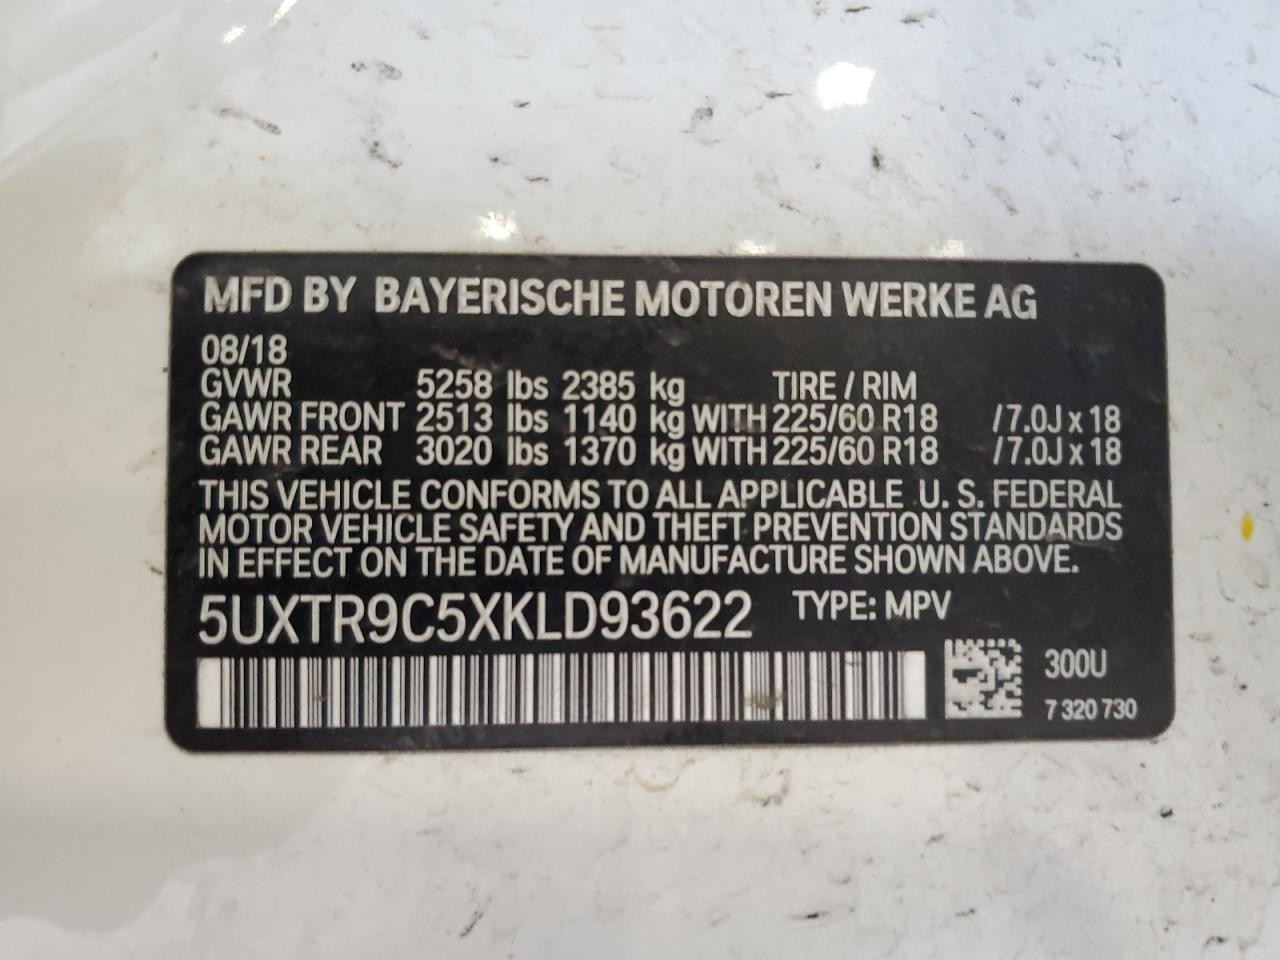 MFD BY BAYERISCHE MOTOREN WERKE AG
08/18
GVWR 5258 lbs 2385 kg TIRE / RIM
GAWR FRONT 2513 lbs 1140 kg WITH 225/60 R18 /7.0J x 18
GAWR REAR 3020 lbs 1370 kg WITH 225/60 R18 /7.0J x 18
THIS VEHICLE CONFORMS TO ALL APPLICABLE U. S. FEDERAL
MOTOR VEHICLE SAFETY AND THEFT PREVENTION STANDARDS
IN EFFECT ON THE DATE OF MANUFACTURE SHOWN ABOVE.
5UXTR9C5XKLD93622 TYPE: MPV
300U
7 320 730